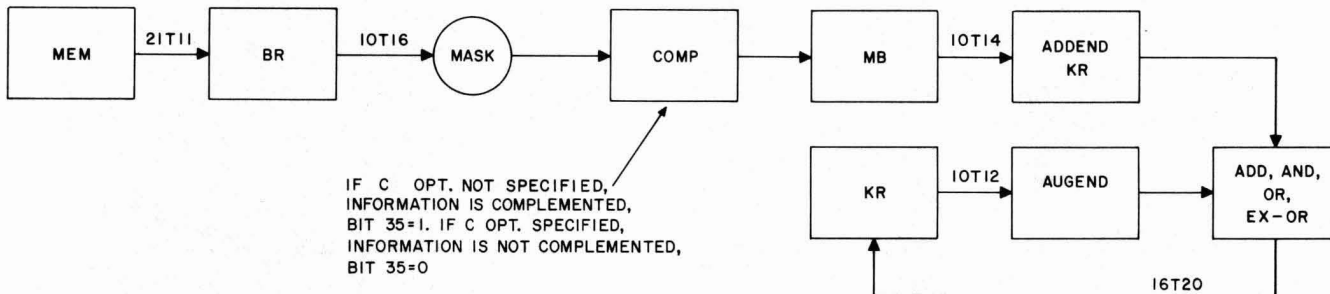 MEM
21T11
BR
10T16
MASK
COMP
MB
10T14
ADDEND
KR
IF C OPT. NOT SPECIFIED,
INFORMATION IS COMPLEMENTED,
BIT 35=1. IF C OPT. SPECIFIED,
INFORMATION IS NOT COMPLEMENTED,
BIT 35=0
KR
10T12
AUGEND
ADD, AND,
OR,
EX-OR
16T20